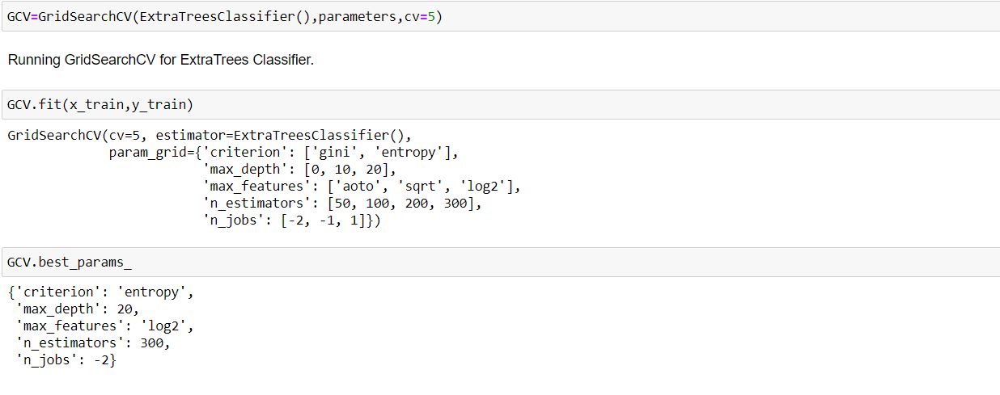 GCV=GridSearchCV(ExtraTreesClassifier(),parameters,cv=5)
Running GridSearchCV for ExtraTrees Classifier.
GCV.fit(x_train,y_train)
GridSearchCV(cv=5, estimator=ExtraTreesClassifier(),
             param_grid={'criterion': ['gini', 'entropy'],
                         'max_depth': [0, 10, 20],
                         'max_features': ['aoto', 'sqrt', 'log2'],
                         'n_estimators': [50, 100, 200, 300],
                         'n_jobs': [-2, -1, 1]})
GCV.best_params_
{'criterion': 'entropy',
 'max_depth': 20,
 'max_features': 'log2',
 'n_estimators': 300,
 'n_jobs': -2}